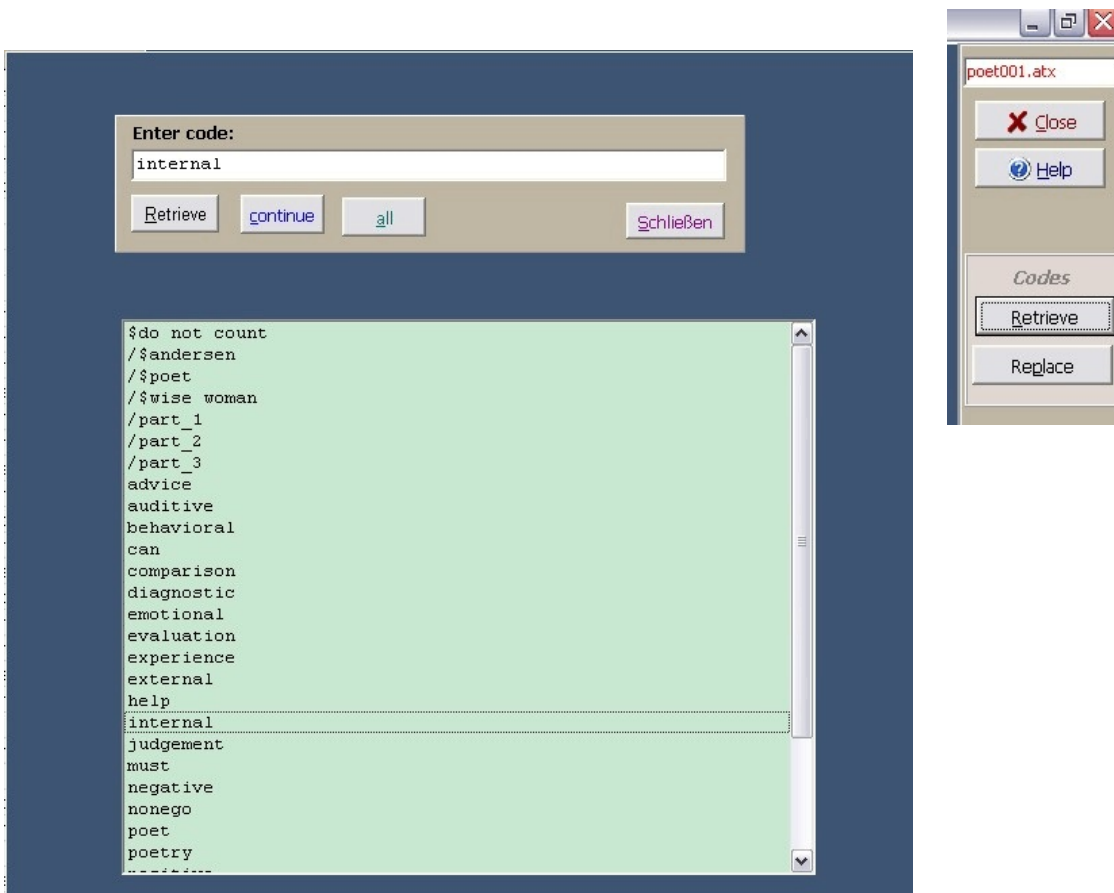 Enter code:
internal
Retrieve
continue
all
Schließen
$do not count
/$andersen
/$poet
/$wise woman
/part_1
/part_2
/part_3
advice
auditive
behavioral
can
comparison
diagnostic
emotional
evaluation
experience
external
help
internal
judgement
must
negative
nonego
poet
poetry
poet001.atx
Close
Help
Codes
Retrieve
Replace